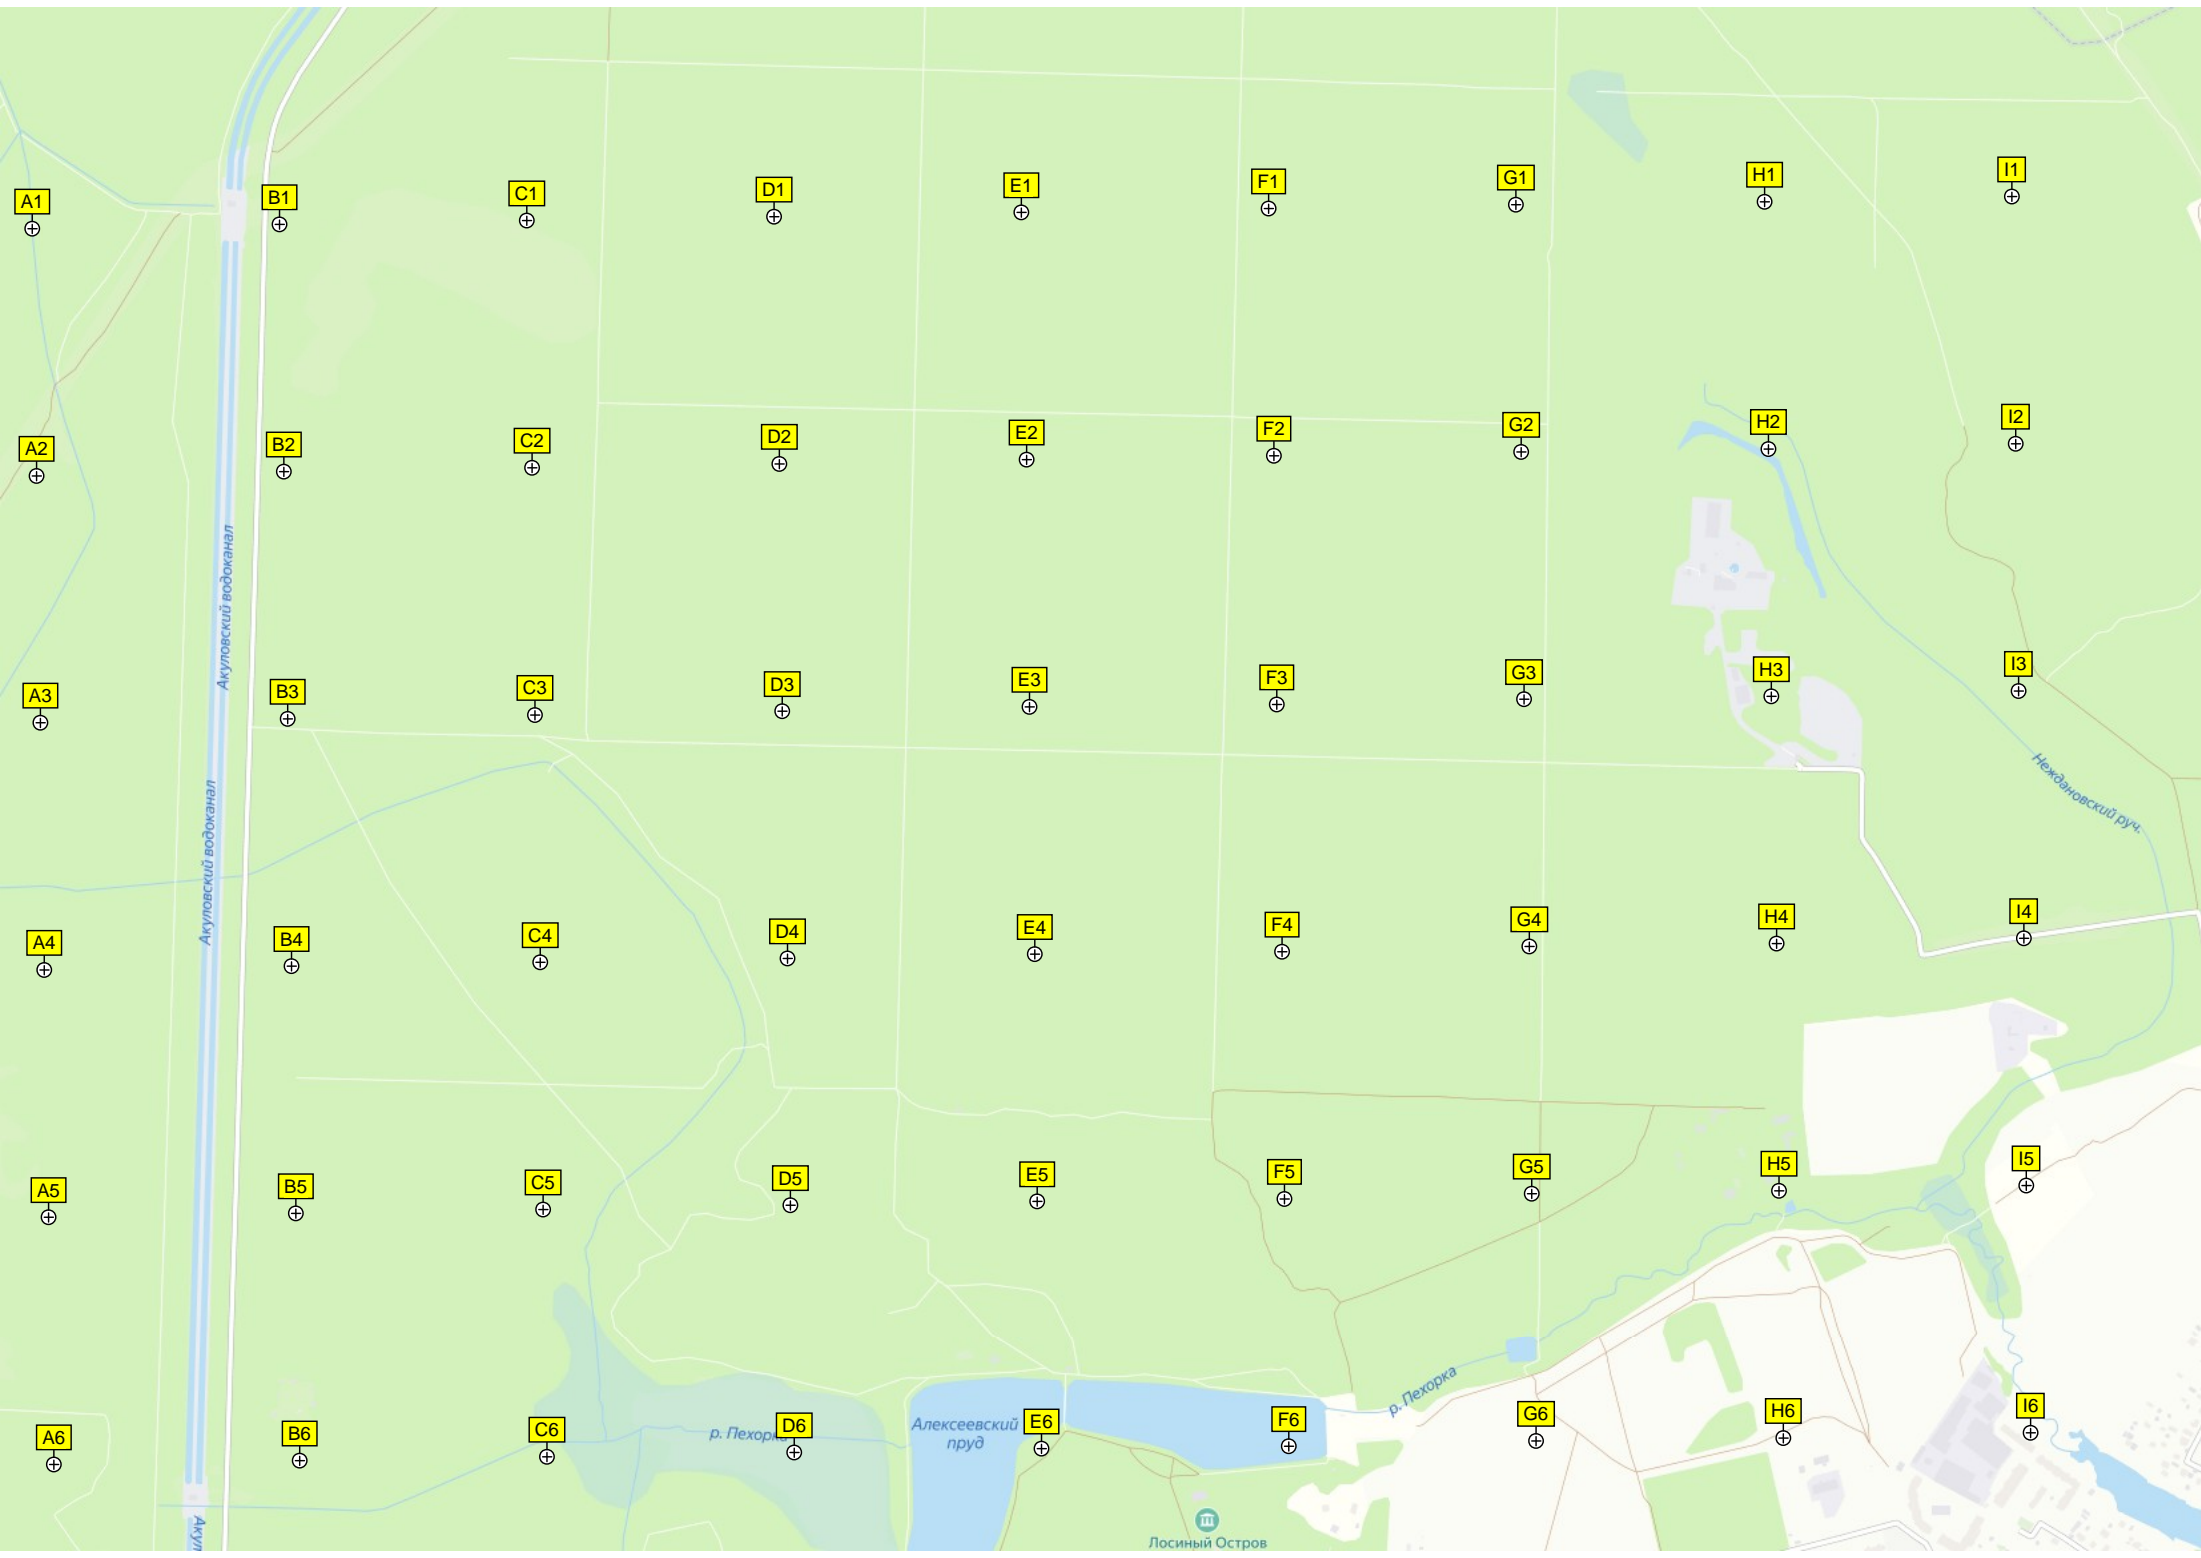 A1
B1
C1
D1
E1
F1
G1
H1
I1
A2
B2
C2
D2
E2
F2
G2
H2
I2
Акуловский водоканал
A3
B3
C3
D3
E3
F3
G3
H3
I3
Неждановский руч.
Акуловский водоканал
A4
B4
C4
D4
E4
F4
G4
H4
I4
A5
B5
C5
D5
E5
F5
G5
H5
I5
р. Пехорка
A6
B6
C6
р. Пехорка
D6
Алексеевский
пруд
E6
F6
G6
H6
I6
Лосиный Остров